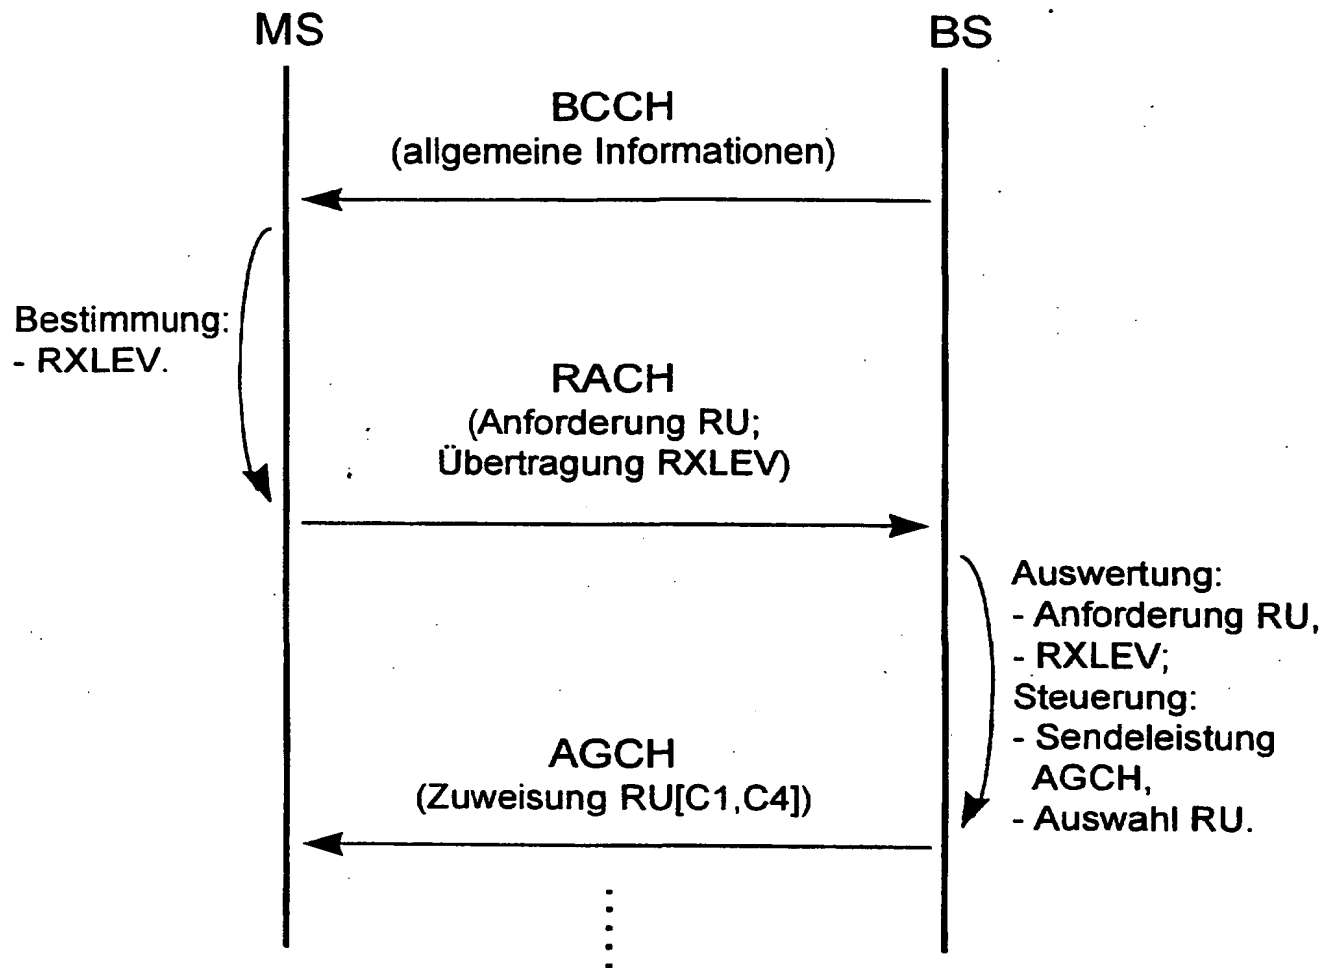 MS
BS
BCCH
(allgemeine Informationen)
Bestimmung:
- RXLEV.
RACH
(Anforderung RU;
Übertragung RXLEV)
Auswertung:
- Anforderung RU,
- RXLEV;
Steuerung:
- Sendeleistung
AGCH,
- Auswahl RU.
AGCH
(Zuweisung RU[C1,C4])